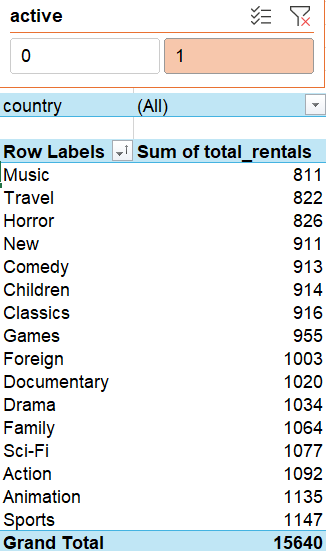 active
0 1
country (All)
Row Labels Sum of total_rentals
Music 811
Travel 822
Horror 826
New 911
Comedy 913
Children 914
Classics 916
Games 955
Foreign 1003
Documentary 1020
Drama 1034
Family 1064
Sci-Fi 1077
Action 1092
Animation 1135
Sports 1147
Grand Total 15640